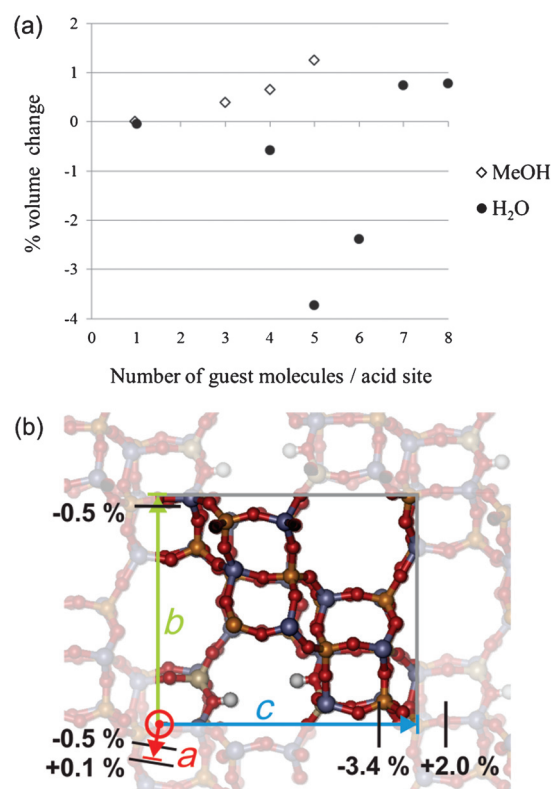 (a)
2
1
0
-1
-2
-3
-4
% volume change
0 1 2 3 4 5 6 7 8
Number of guest molecules / acid site
MeOH
H₂O
(b)
-0.5 %
b
c
-0.5 %
+0.1 %
a
-3.4 % +2.0 %